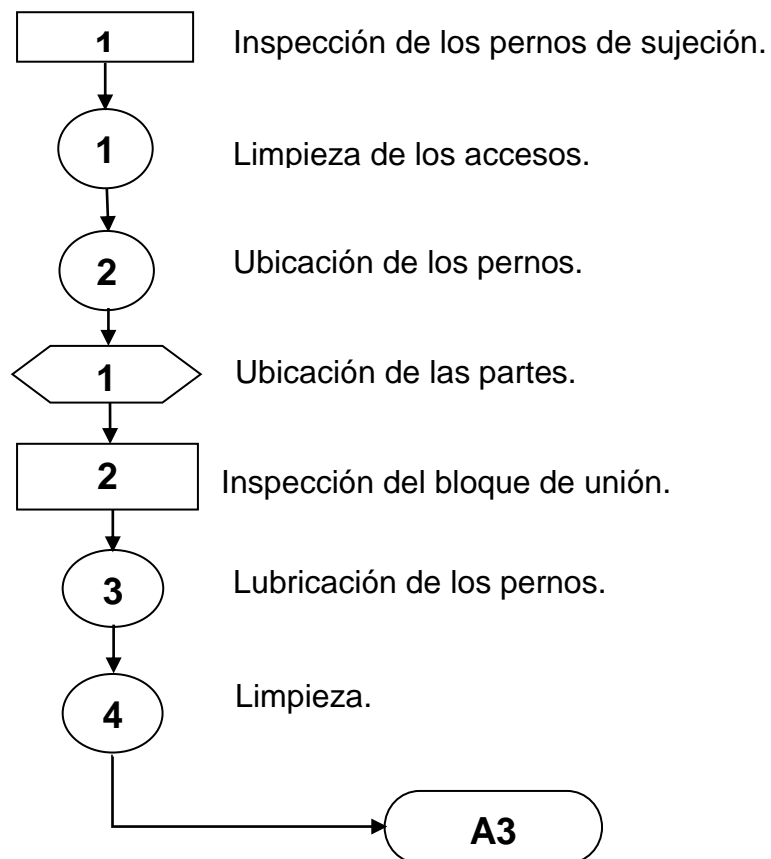 1 Inspección de los pernos de sujeción.
1 Limpieza de los accesos.
2 Ubicación de los pernos.
1 Ubicación de las partes.
2 Inspección del bloque de unión.
3 Lubricación de los pernos.
4 Limpieza.
A3